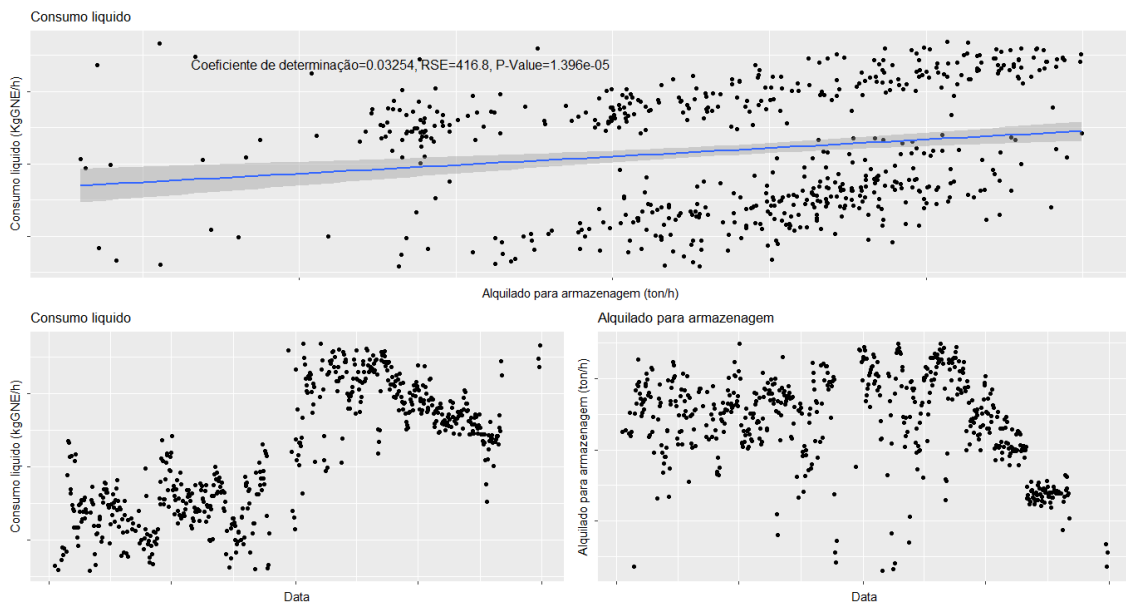 Consumo liquido
Coeficiente de determinação=0.03254, RSE=416.8, P-Value=1.396e-05
Consumo liquido (KgGNE/h)
Alquilado para armazenagem (ton/h)
Consumo liquido
Consumo liquido (kgGNE/h)
Data
Alquilado para armazenagem
Alquilado para armazenagem (ton/h)
Data